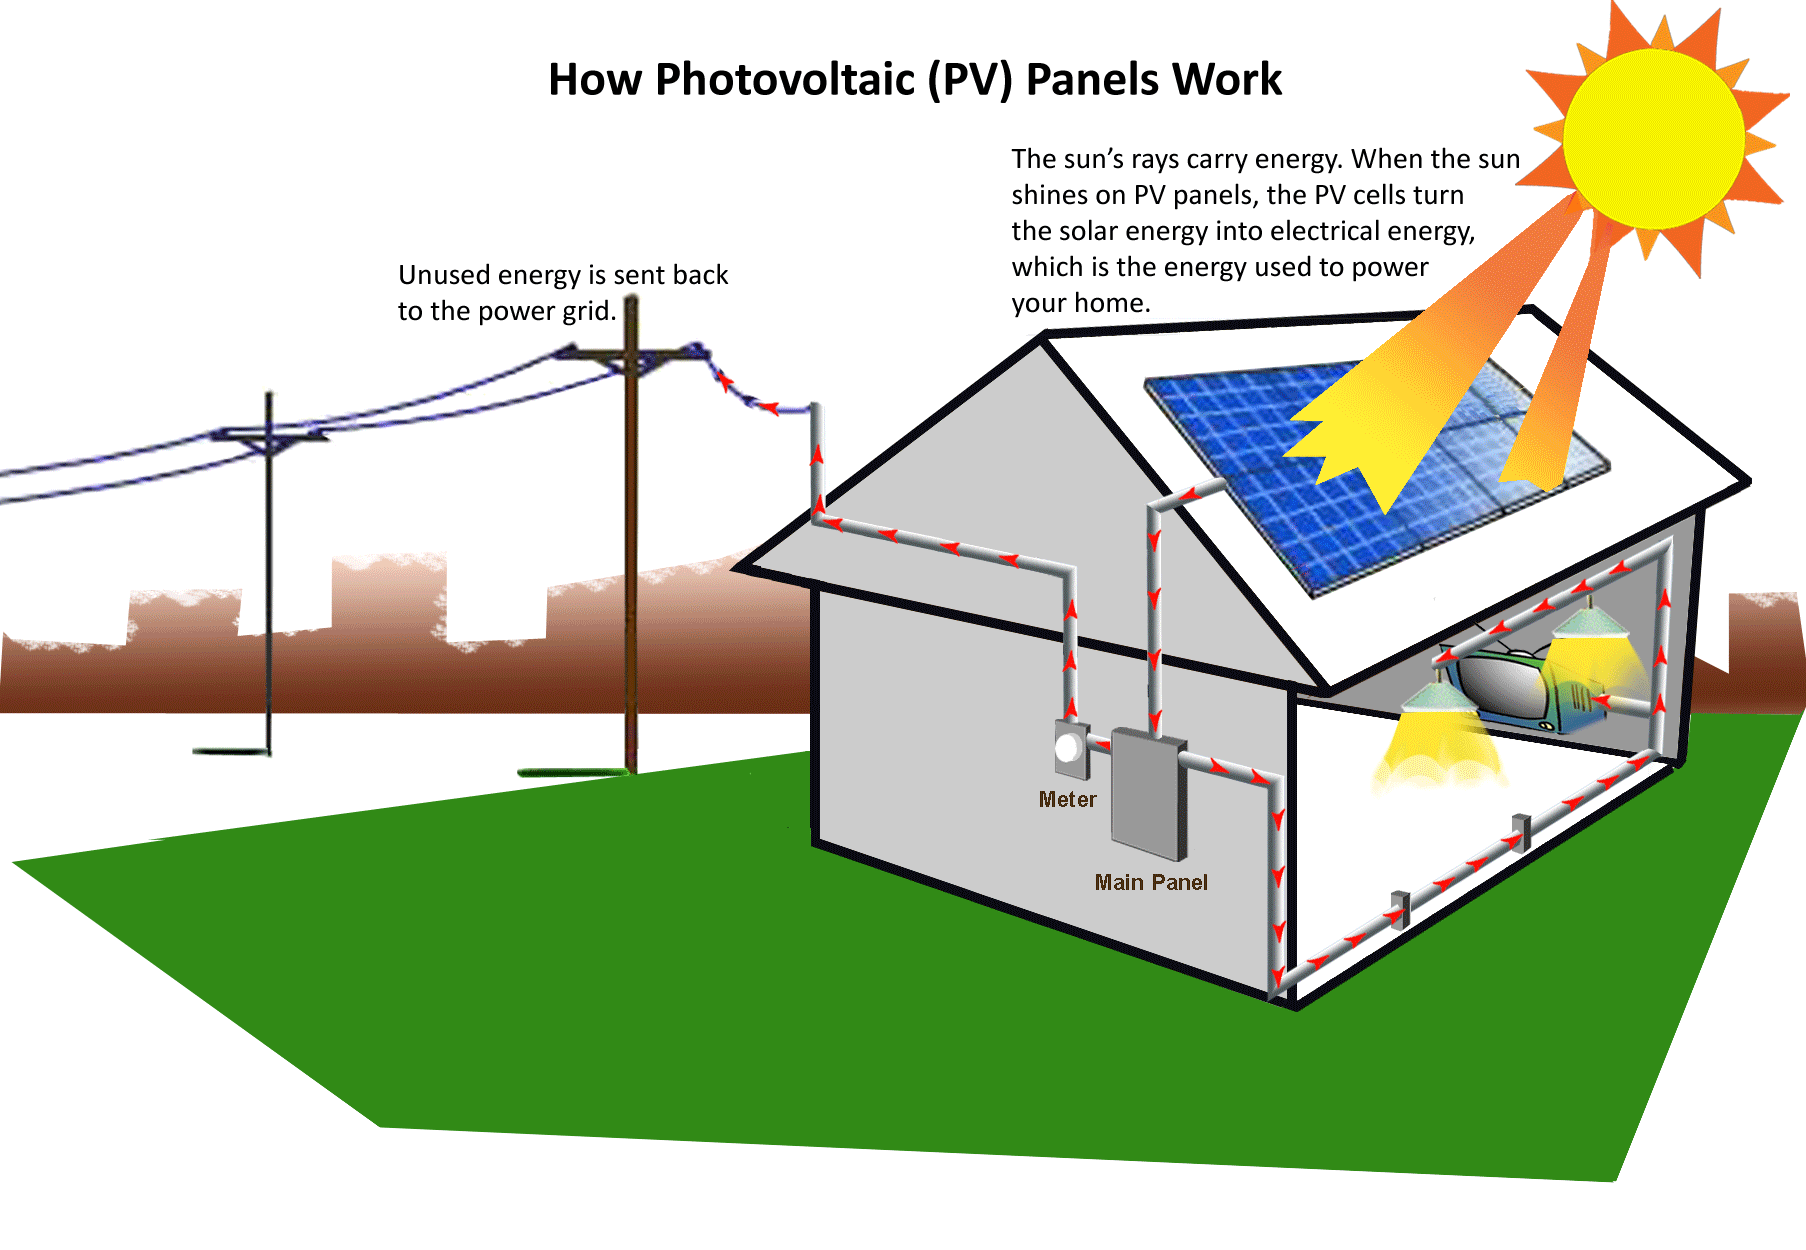 How Photovoltaic (PV) Panels Work
The sun’s rays carry energy. When the sun
shines on PV panels, the PV cells turn
the solar energy into electrical energy,
which is the energy used to power
your home.
Unused energy is sent back
to the power grid.
Meter
Main Panel